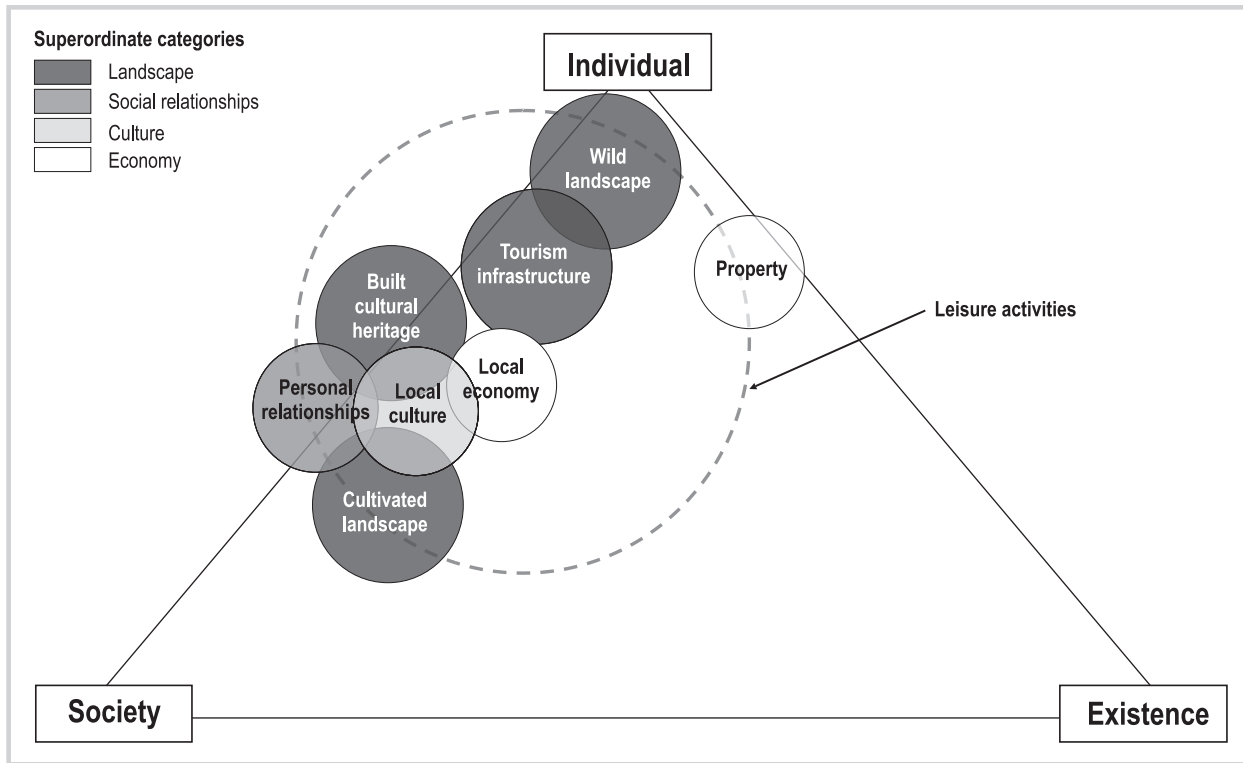 Superordinate categories
Landscape
Social relationships
Culture
Economy
Individual
Wild
landscape
Tourism
infrastructure
Property
Built
cultural
heritage
Leisure activities
Personal
relationships
Local
culture
Local
economy
Cultivated
landscape
Society
Existence